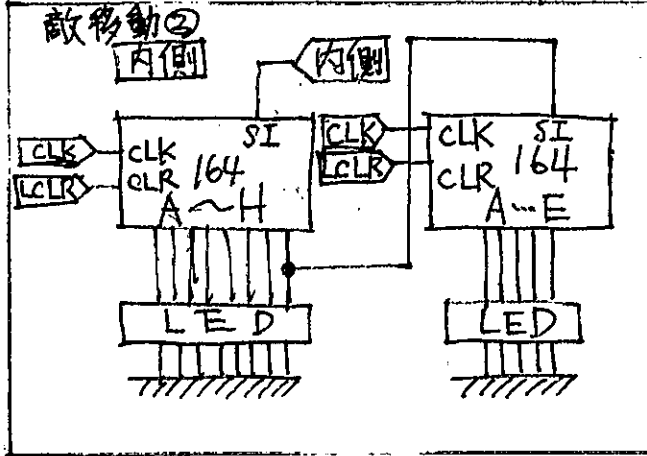 敵移動②
内側
内側
SI
CLK
CLK
LCLR
CLR
164
A〜H
LED
CLK
CLK
SI
LCLR
CLR
164
A…E
LED